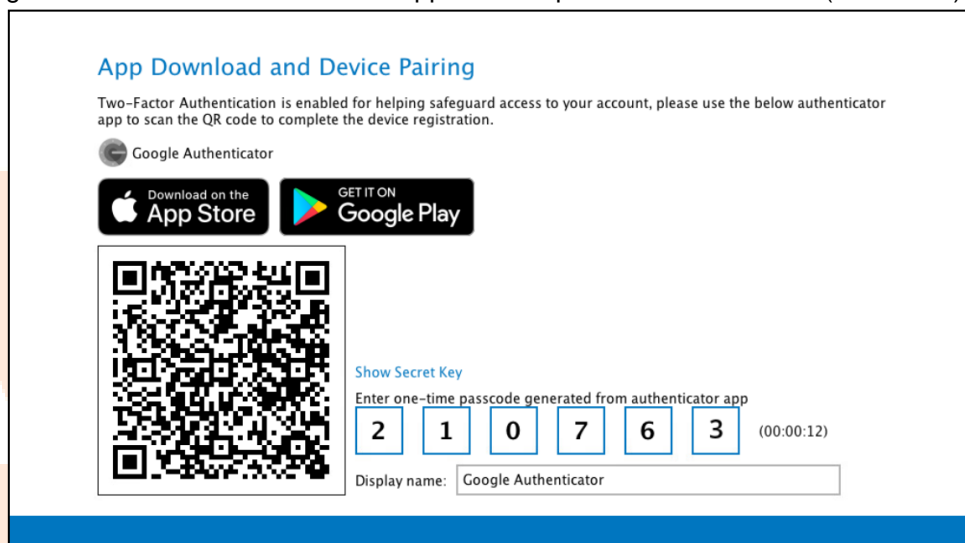 App Download and Device Pairing
Two-Factor Authentication is enabled for helping safeguard access to your account, please use the below authenticator
app to scan the QR code to complete the device registration.
Google Authenticator
Download on the
App Store
GET IT ON
Google Play
Show Secret Key
Enter one-time passcode generated from authenticator app
2 1 0 7 6 3 (00:00:12)
Display name: Google Authenticator